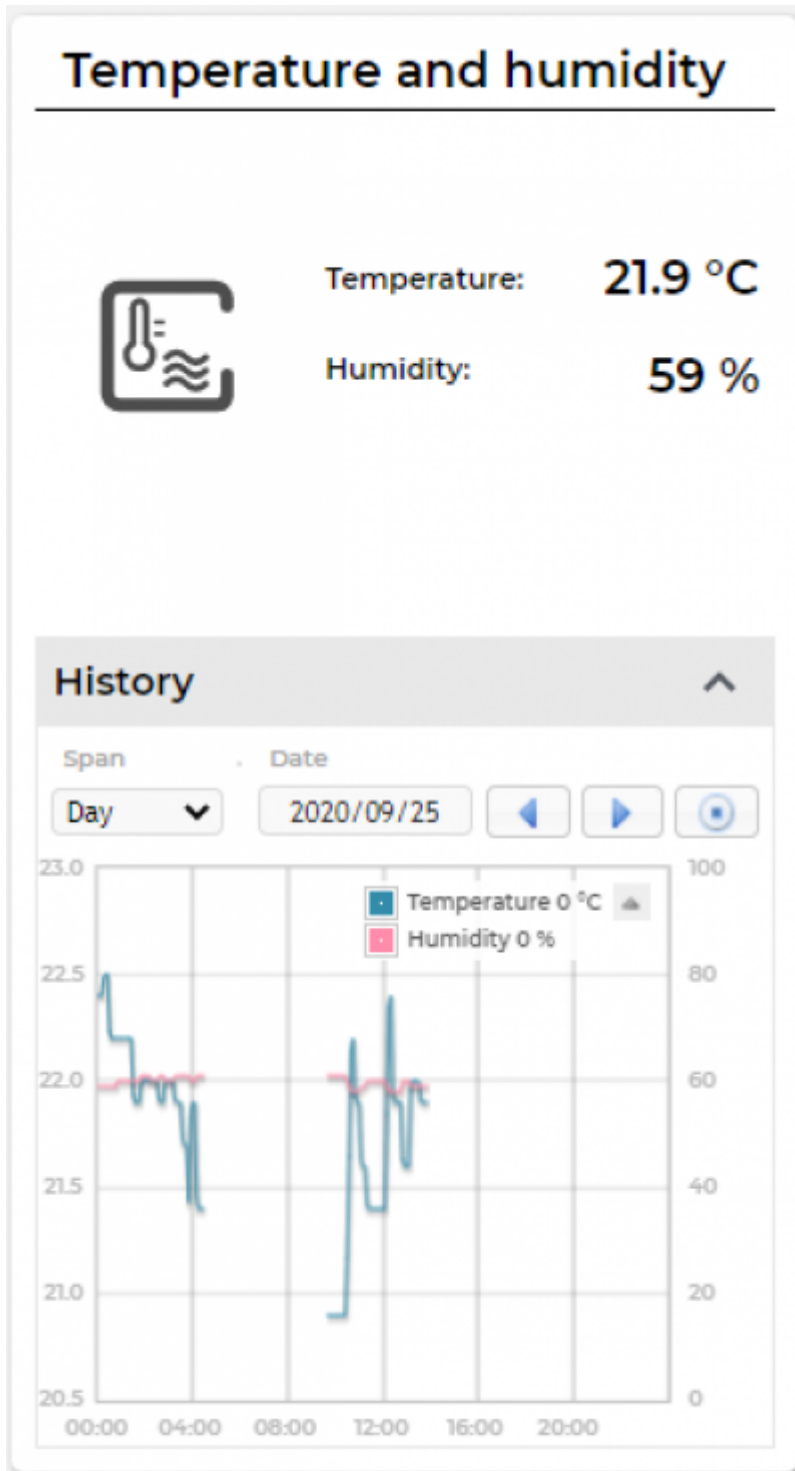 Temperature and humidity
Temperature: 21.9 °C
Humidity: 59 %
History
Span . Date
Day 2020/09/25
23.0 100
Temperature 0 °C
Humidity 0 %
22.5 80
22.0 60
21.5 40
21.0 20
20.5 0
00:00 04:00 08:00 12:00 16:00 20:00